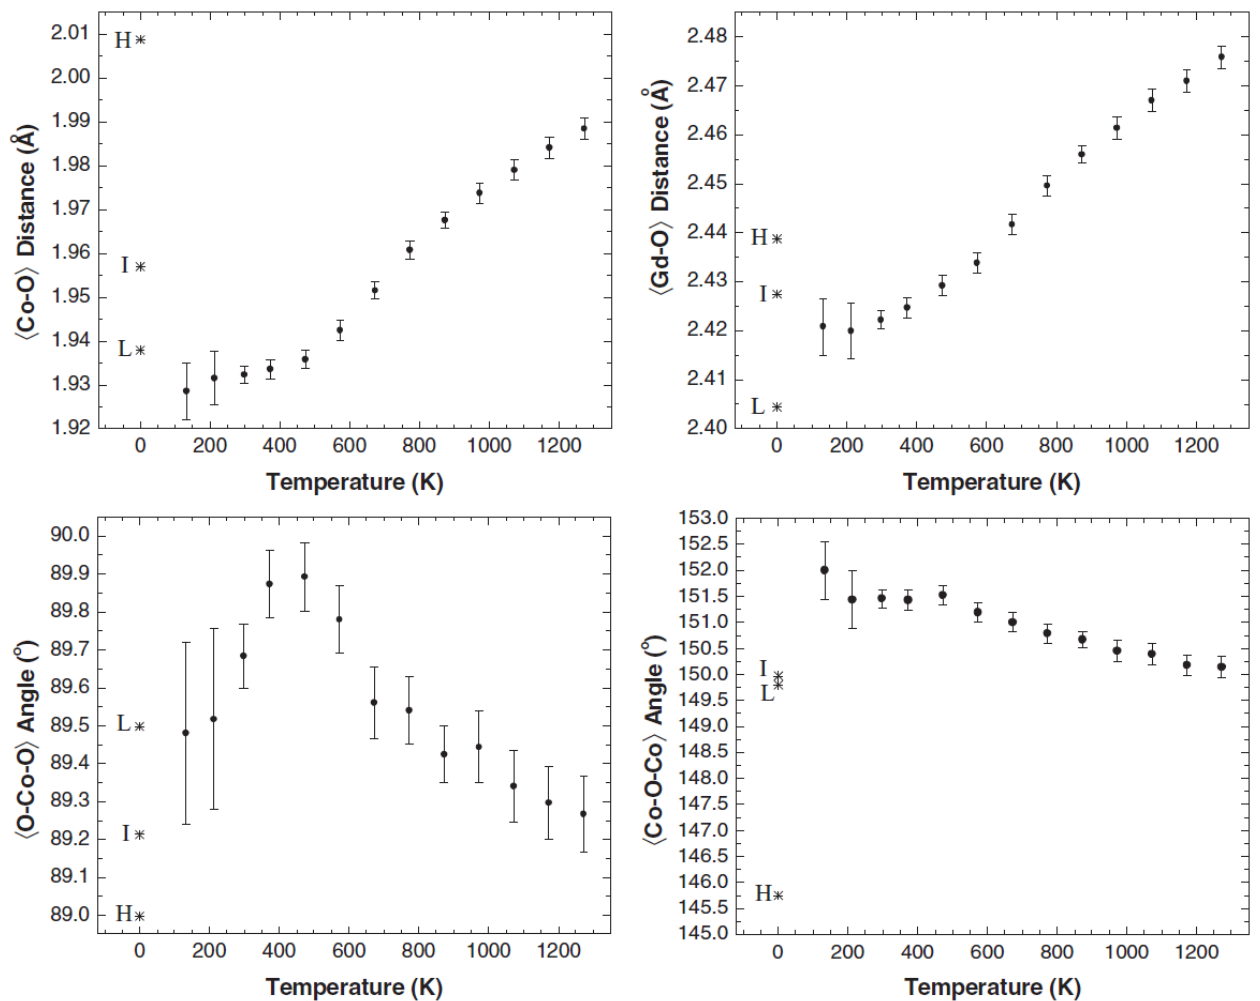 ⟨Co-O⟩ Distance (Å)
2.01
2.00
1.99
1.98
1.97
1.96
1.95
1.94
1.93
1.92
H
I
L
0 200 400 600 800 1000 1200
Temperature (K)
⟨Gd-O⟩ Distance (Å)
2.48
2.47
2.46
2.45
2.44
2.43
2.42
2.41
2.40
H
I
L
0 200 400 600 800 1000 1200
Temperature (K)
⟨O-Co-O⟩ Angle (°)
90.0
89.9
89.8
89.7
89.6
89.5
89.4
89.3
89.2
89.1
89.0
L
I
H
0 200 400 600 800 1000 1200
Temperature (K)
⟨Co-O-Co⟩ Angle (°)
153.0
152.5
152.0
151.5
151.0
150.5
150.0
149.5
149.0
148.5
148.0
147.5
147.0
146.5
146.0
145.5
145.0
I
L
H
0 200 400 600 800 1000 1200
Temperature (K)